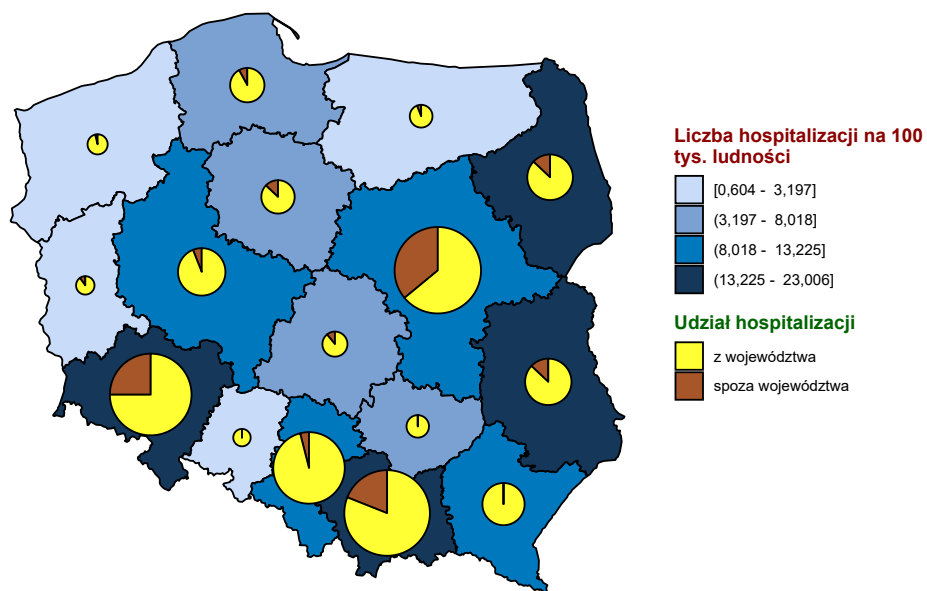 Liczba hospitalizacji na 100
tys. ludności
[0,604 - 3,197]
(3,197 - 8,018]
(8,018 - 13,225]
(13,225 - 23,006]
Udział hospitalizacji
z województwa
spoza województwa